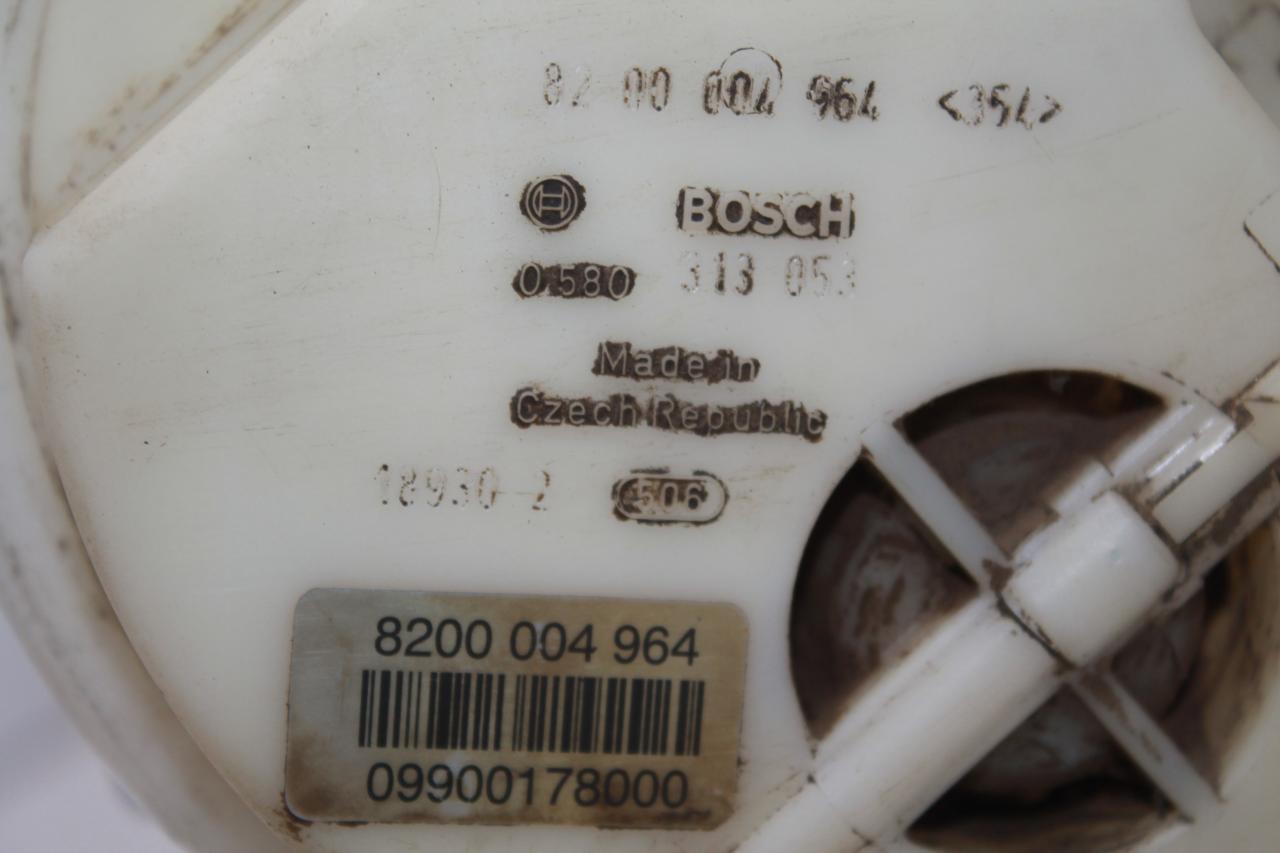 82 00 004 964 <354>
BOSCH
0 580 313 053
Made in
Czech Republic
18930-2 506
8200 004 964
09900178000